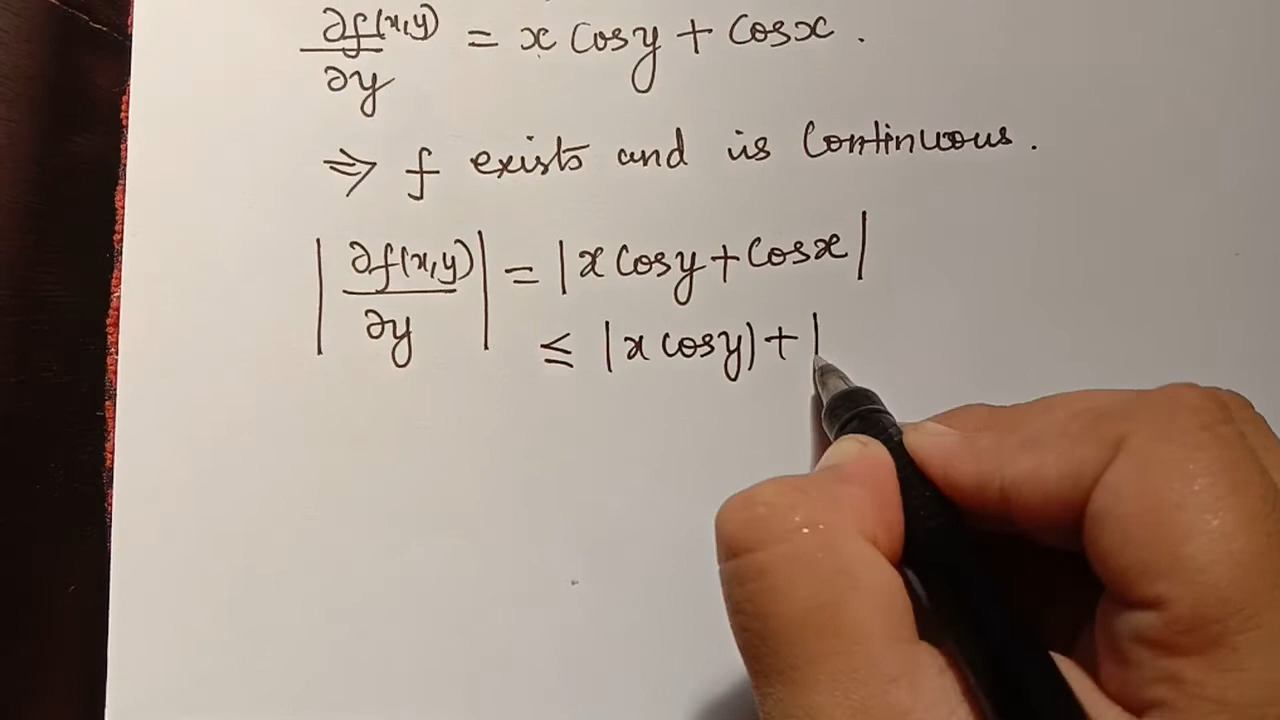 ∂f(x,y)/∂y = x cosy + cosx .
⇒ f exists and is continuous .
|∂f(x,y)/∂y| = |x cosy + cosx|
≤ |x cosy| + |